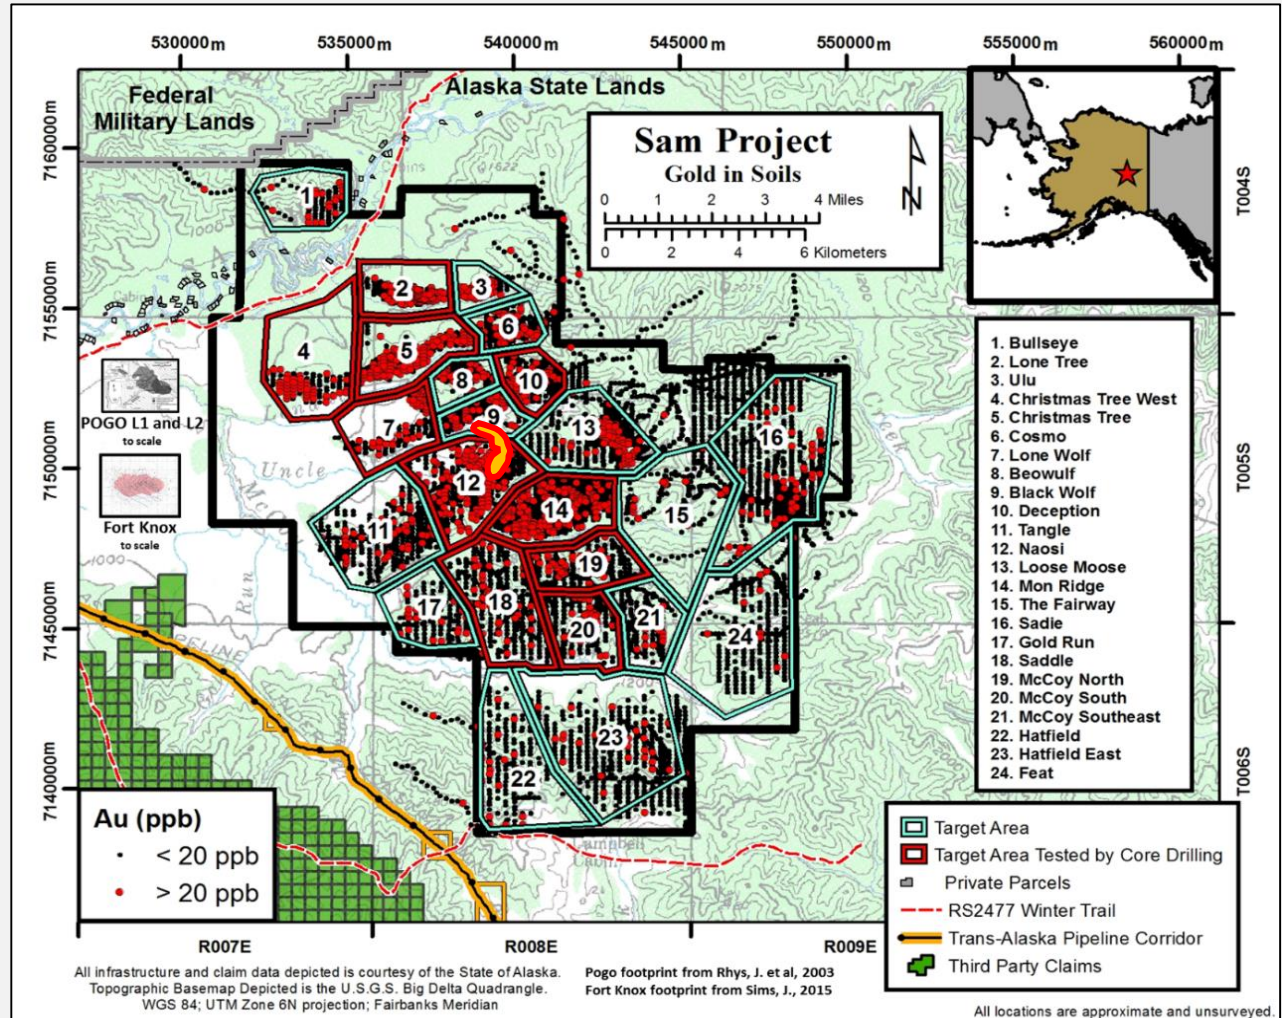 530000m 535000m 540000m 545000m 550000m 555000m 560000m
Federal
Military Lands
Alaska State Lands
Sam Project
Gold in Soils
0 1 2 3 4 Miles
0 2 4 6 Kilometers
N
7160000m
7155000m
7150000m
7145000m
7140000m
T004S
T005S
T006S
1
2
3
4
5
6
7
8
9
10
11
12
13
14
15
16
17
18
19
20
21
22
23
24
POGO L1 and L2
to scale
Fort Knox
to scale
Uncle
Run
Creek
1. Bullseye
2. Lone Tree
3. Ulu
4. Christmas Tree West
5. Christmas Tree
6. Cosmo
7. Lone Wolf
8. Beowulf
9. Black Wolf
10. Deception
11. Tangle
12. Naosi
13. Loose Moose
14. Mon Ridge
15. The Fairway
16. Sadie
17. Gold Run
18. Saddle
19. McCoy North
20. McCoy South
21. McCoy Southeast
22. Hatfield
23. Hatfield East
24. Feat
Au (ppb)
< 20 ppb
> 20 ppb
Target Area
Target Area Tested by Core Drilling
Private Parcels
RS2477 Winter Trail
Trans-Alaska Pipeline Corridor
Third Party Claims
R007E R008E R009E
All infrastructure and claim data depicted is courtesy of the State of Alaska.
Topographic Basemap Depicted is the U.S.G.S. Big Delta Quadrangle.
WGS 84; UTM Zone 6N projection; Fairbanks Meridian
Pogo footprint from Rhys, J. et al, 2003
Fort Knox footprint from Sims, J., 2015
All locations are approximate and unsurveyed.